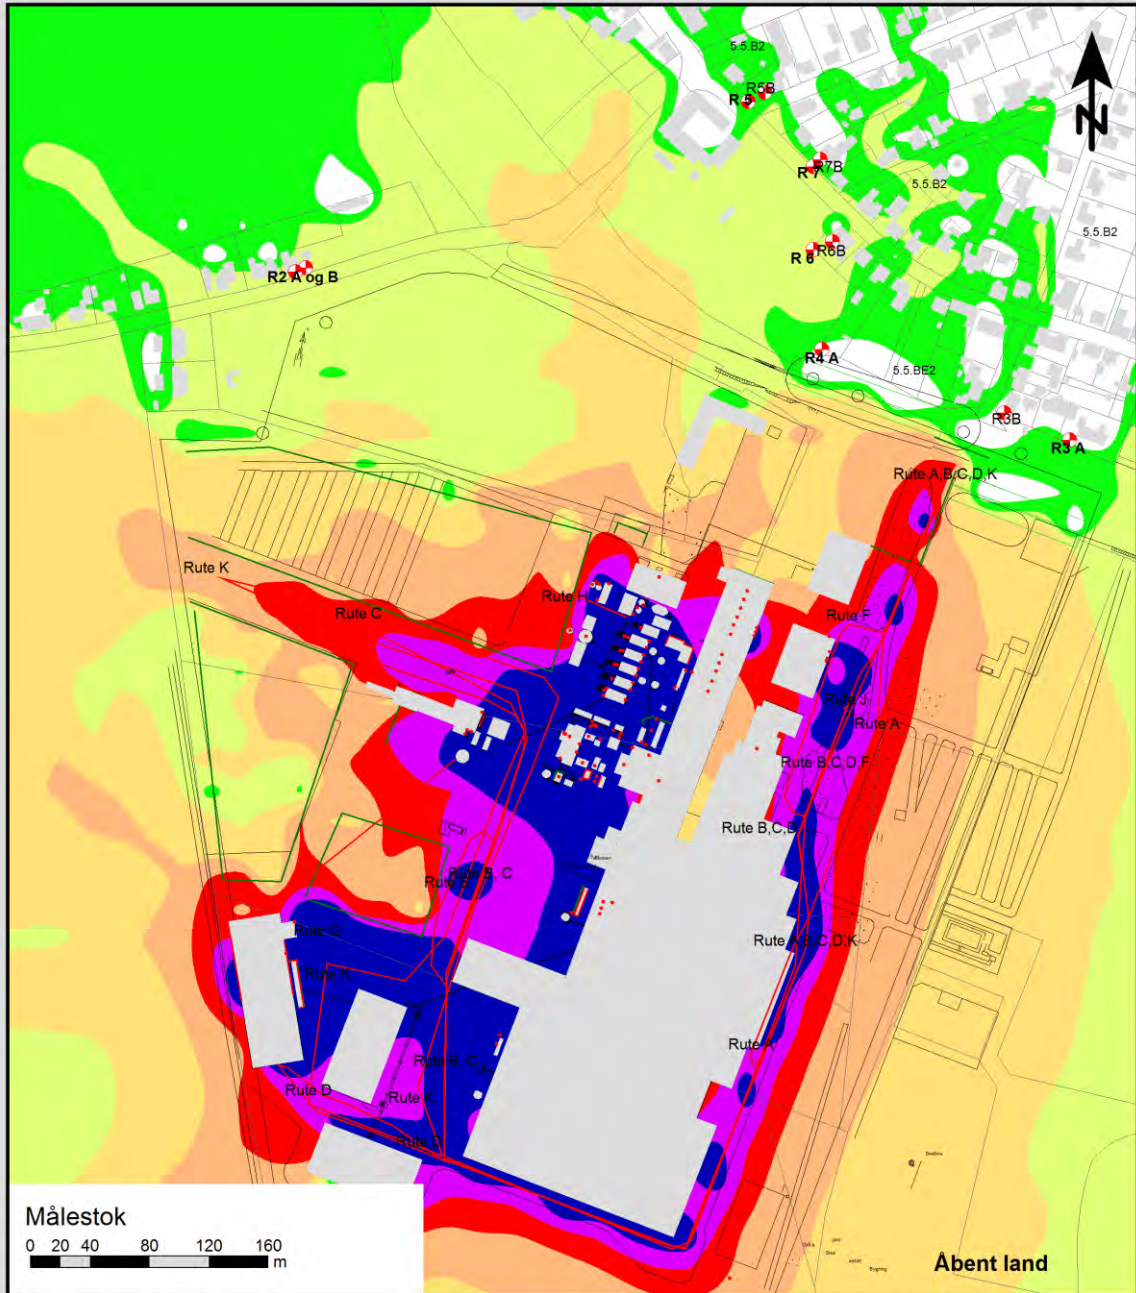 5.5.B2
R5B
R 5
N
R7B
R 7
5.5.B2
5.5.B2
R6B
R 6
R2 A og B
R4 A
5.5.BE2
R3B
R3 A
Rute A,B,C,D,K
Rute K
Rute C
Rute H
Rute F
Rute J
Rute A
Rute B,C,D,F
Rute B,C,D
Rute B, C
Rute G
Rute A,B,C,D,K
Rute K
Rute A
Rute B, C
Rute D
Rute K
Målestok
0 20 40 80 120 160
m
Åbent land
Bygning